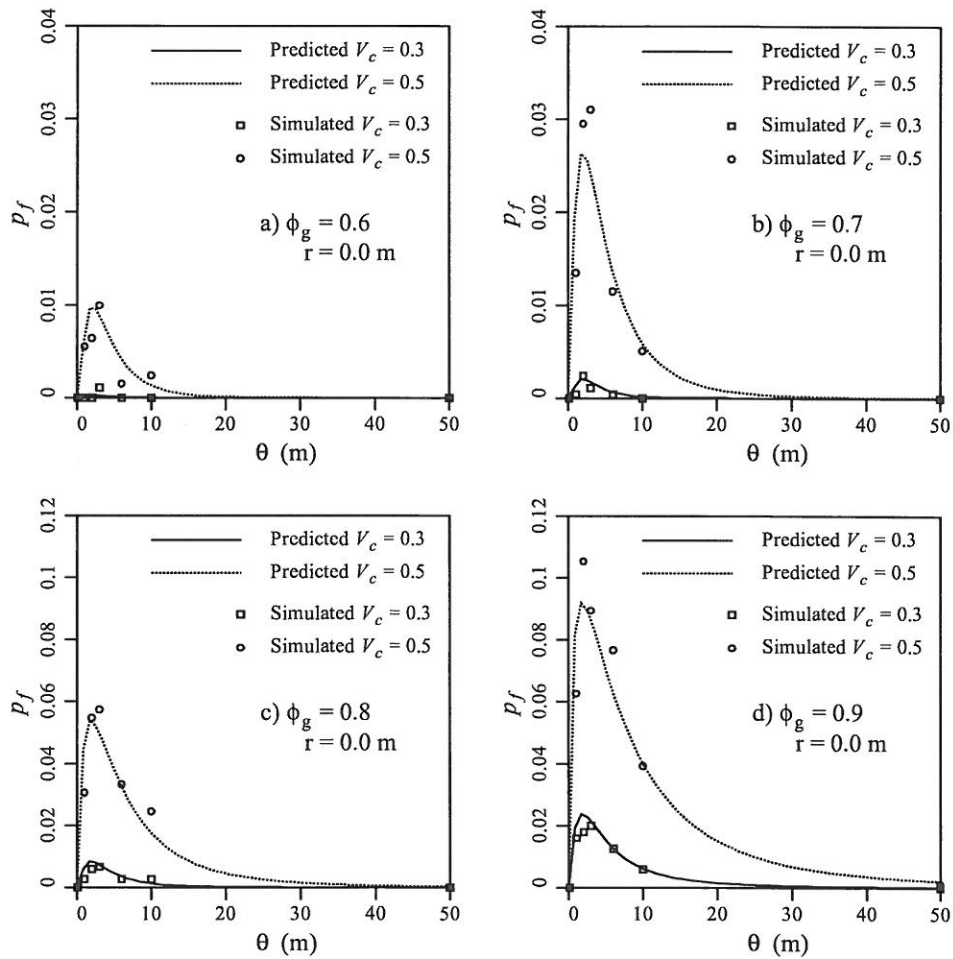 Predicted V_c = 0.3
Predicted V_c = 0.5
Simulated V_c = 0.3
Simulated V_c = 0.5
a) ϕ_g = 0.6
r = 0.0 m
p_f
0.04
0.03
0.02
0.01
0
0 10 20 30 40 50
θ (m)
Predicted V_c = 0.3
Predicted V_c = 0.5
Simulated V_c = 0.3
Simulated V_c = 0.5
b) ϕ_g = 0.7
r = 0.0 m
p_f
0.04
0.03
0.02
0.01
0
0 10 20 30 40 50
θ (m)
Predicted V_c = 0.3
Predicted V_c = 0.5
Simulated V_c = 0.3
Simulated V_c = 0.5
c) ϕ_g = 0.8
r = 0.0 m
p_f
0.12
0.1
0.08
0.06
0.04
0.02
0
0 10 20 30 40 50
θ (m)
Predicted V_c = 0.3
Predicted V_c = 0.5
Simulated V_c = 0.3
Simulated V_c = 0.5
d) ϕ_g = 0.9
r = 0.0 m
p_f
0.12
0.1
0.08
0.06
0.04
0.02
0
0 10 20 30 40 50
θ (m)